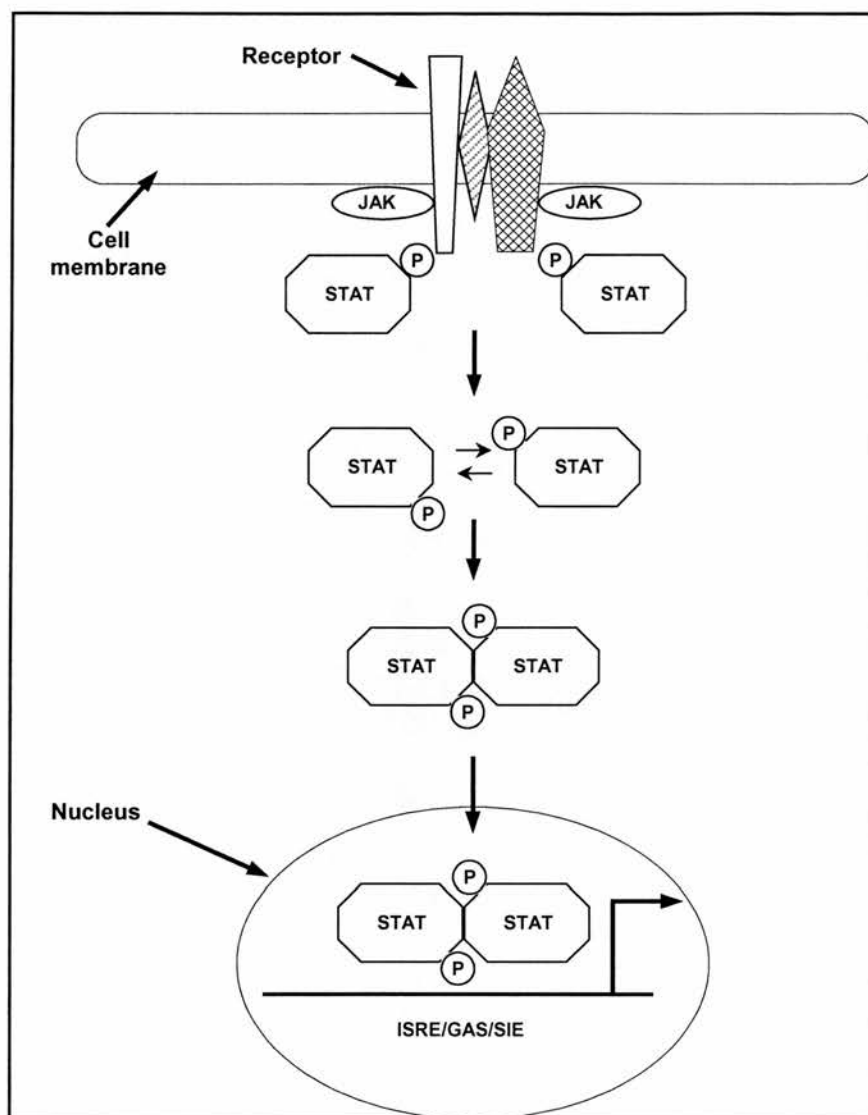 Receptor
JAK
JAK
Cell
membrane
P
P
STAT
STAT
P
STAT
STAT
P
P
STAT
STAT
P
Nucleus
P
STAT
STAT
P
ISRE/GAS/SIE